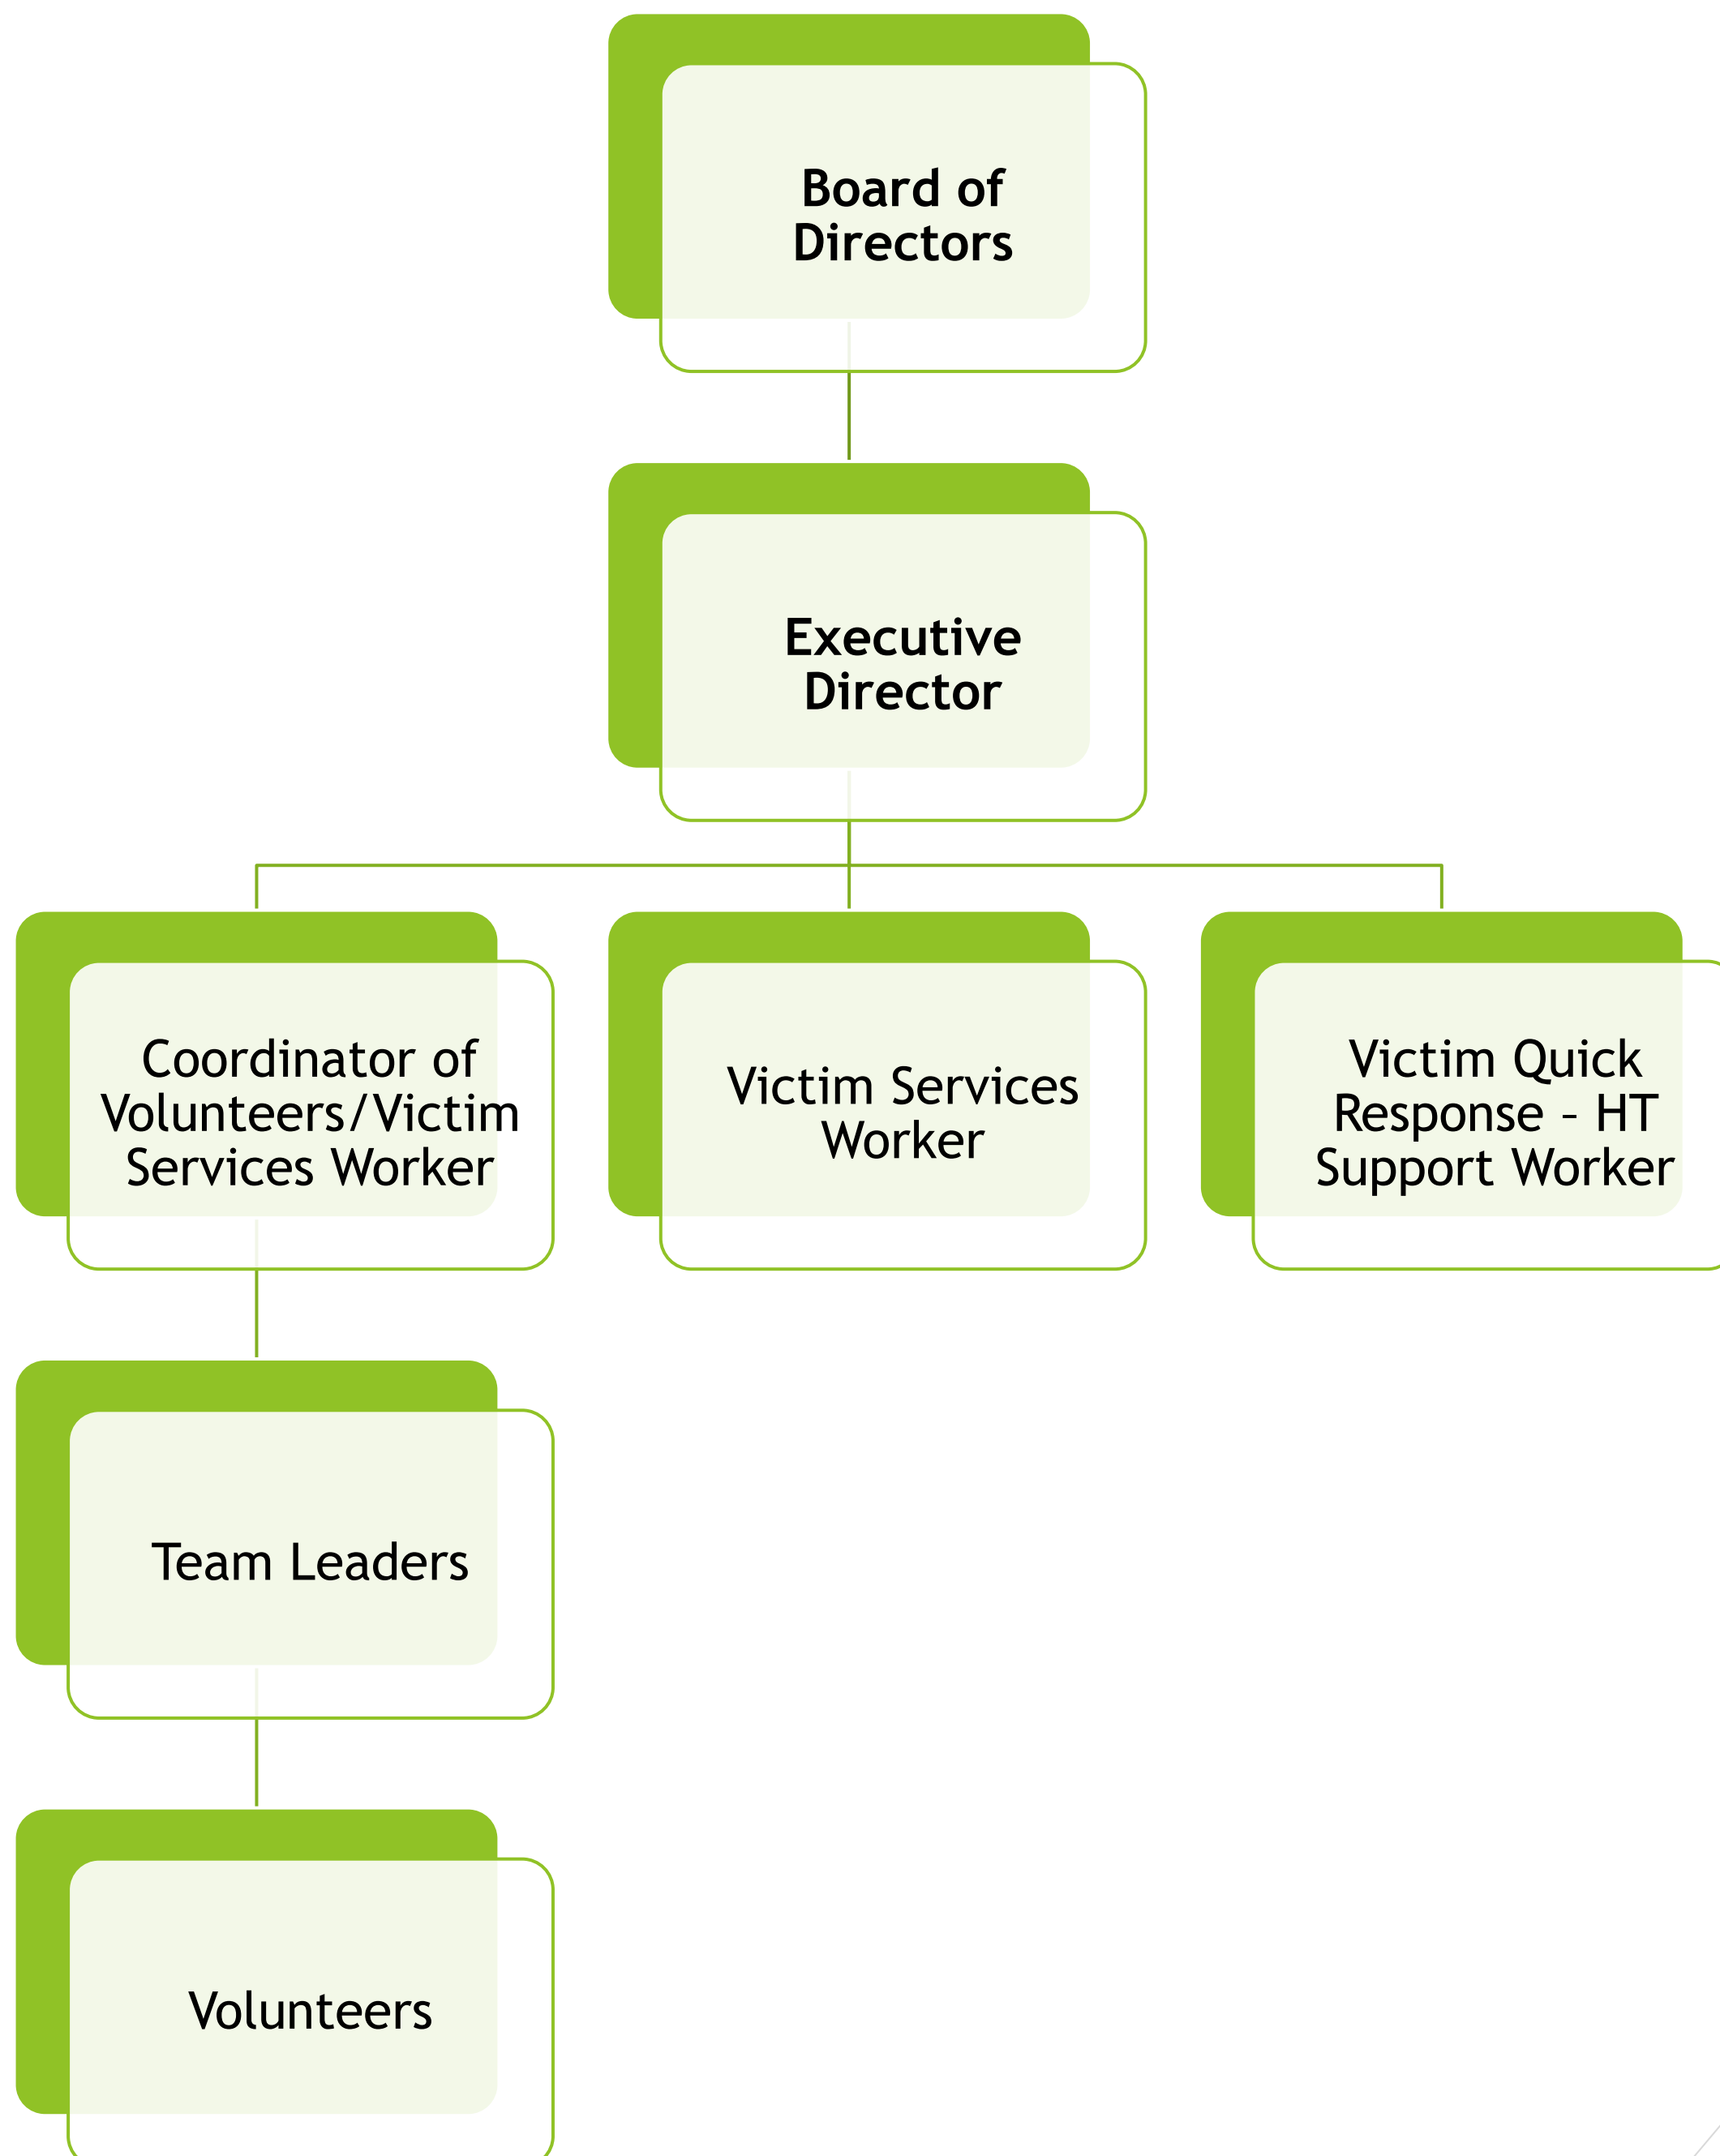 Board of
Directors
Executive
Director
Coordinator of
Volunteers/Victim
Services Worker
Victim Services
Worker
Victim Quick
Response - HT
Support Worker
Team Leaders
Volunteers